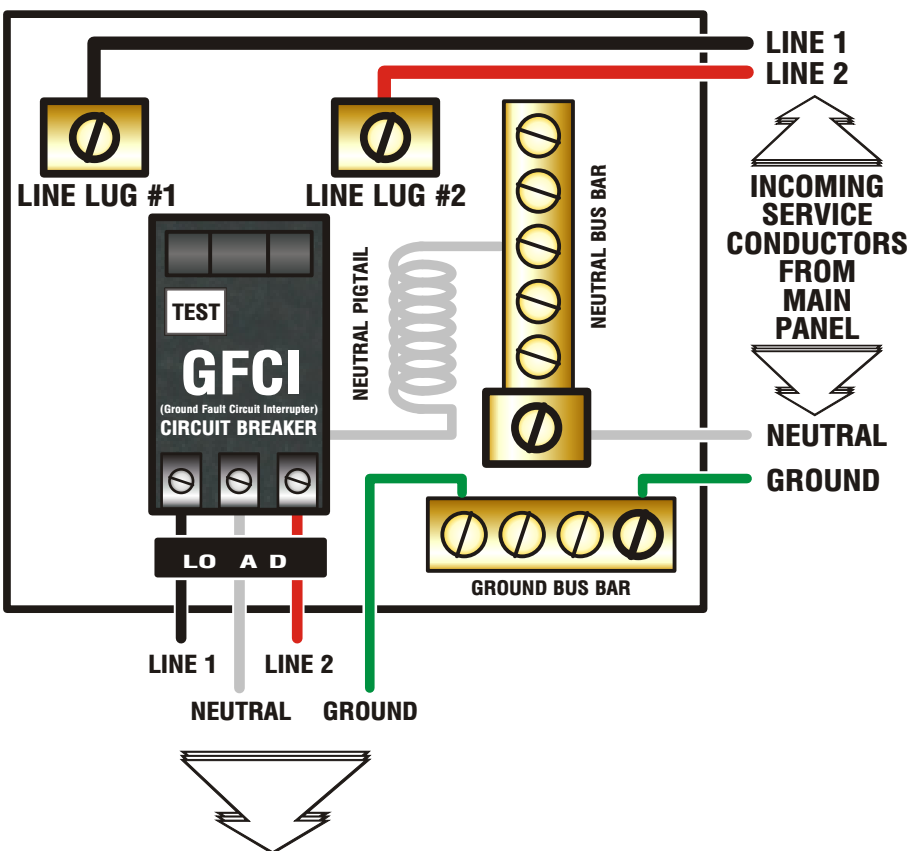 LINE 1
LINE 2
LINE LUG #1
LINE LUG #2
INCOMING
SERVICE
CONDUCTORS
FROM
MAIN
PANEL
NEUTRAL BUS BAR
NEUTRAL PIGTAIL
TEST
GFCI
(Ground Fault Circuit Interrupter)
CIRCUIT BREAKER
NEUTRAL
GROUND
LO A D
GROUND BUS BAR
LINE 1
LINE 2
NEUTRAL
GROUND